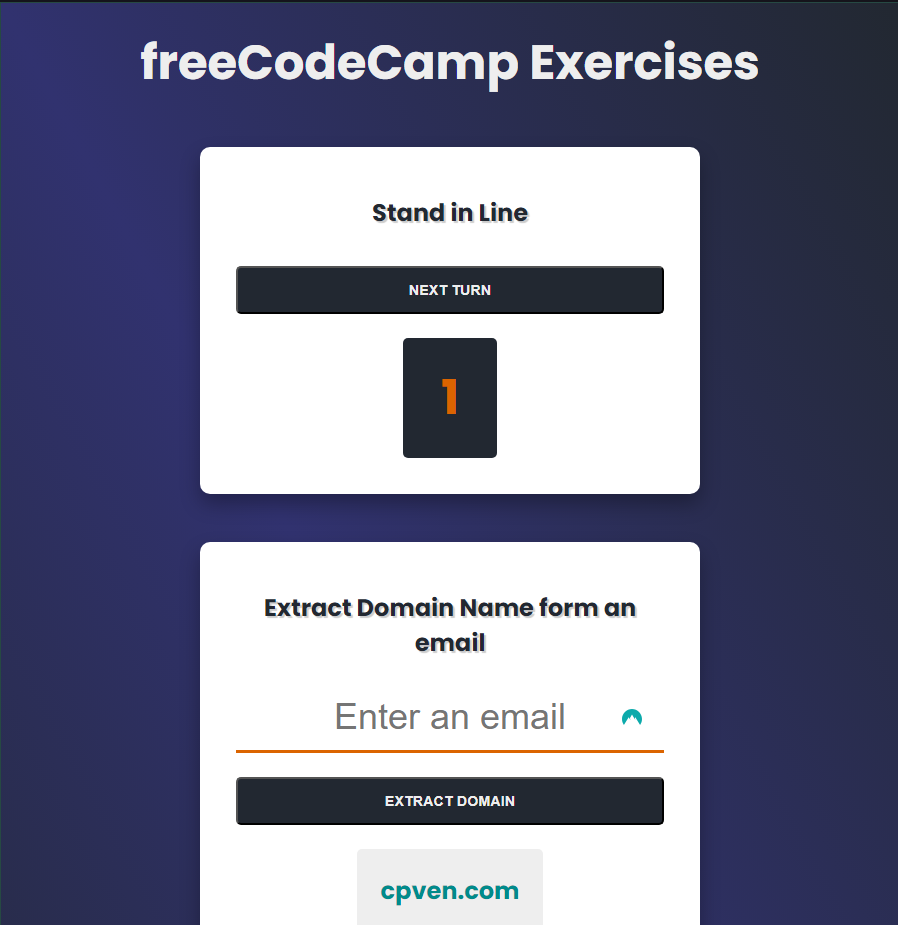 freeCodeCamp Exercises
Stand in Line
NEXT TURN
1
Extract Domain Name form an
email
Enter an email
EXTRACT DOMAIN
cpven.com